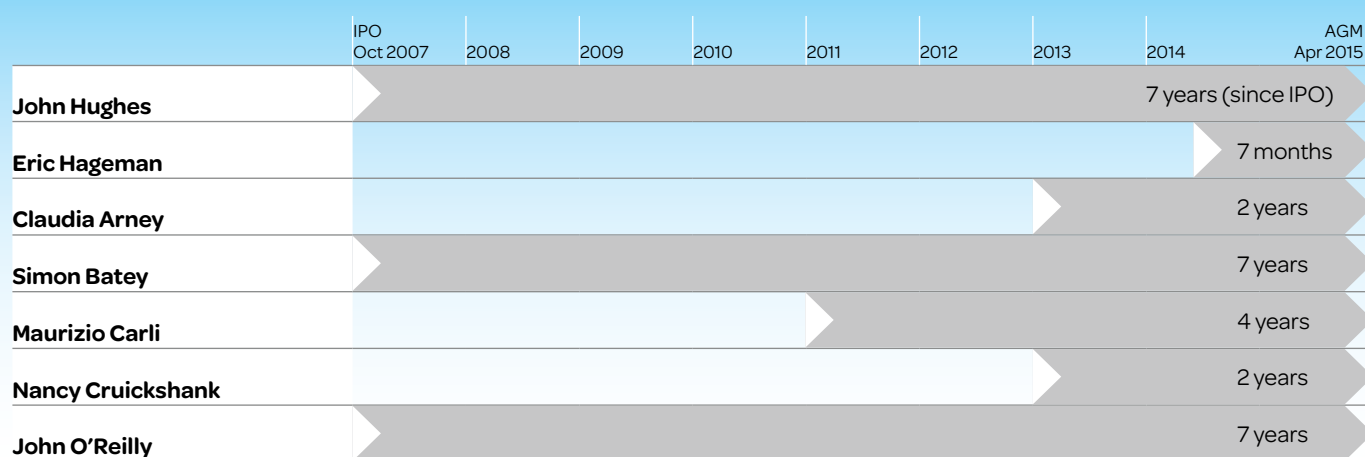 IPO
Oct 2007 2008 2009 2010 2011 2012 2013 2014 AGM
Apr 2015
John Hughes 7 years (since IPO)
Eric Hageman 7 months
Claudia Arney 2 years
Simon Batey 7 years
Maurizio Carli 4 years
Nancy Cruickshank 2 years
John O’Reilly 7 years